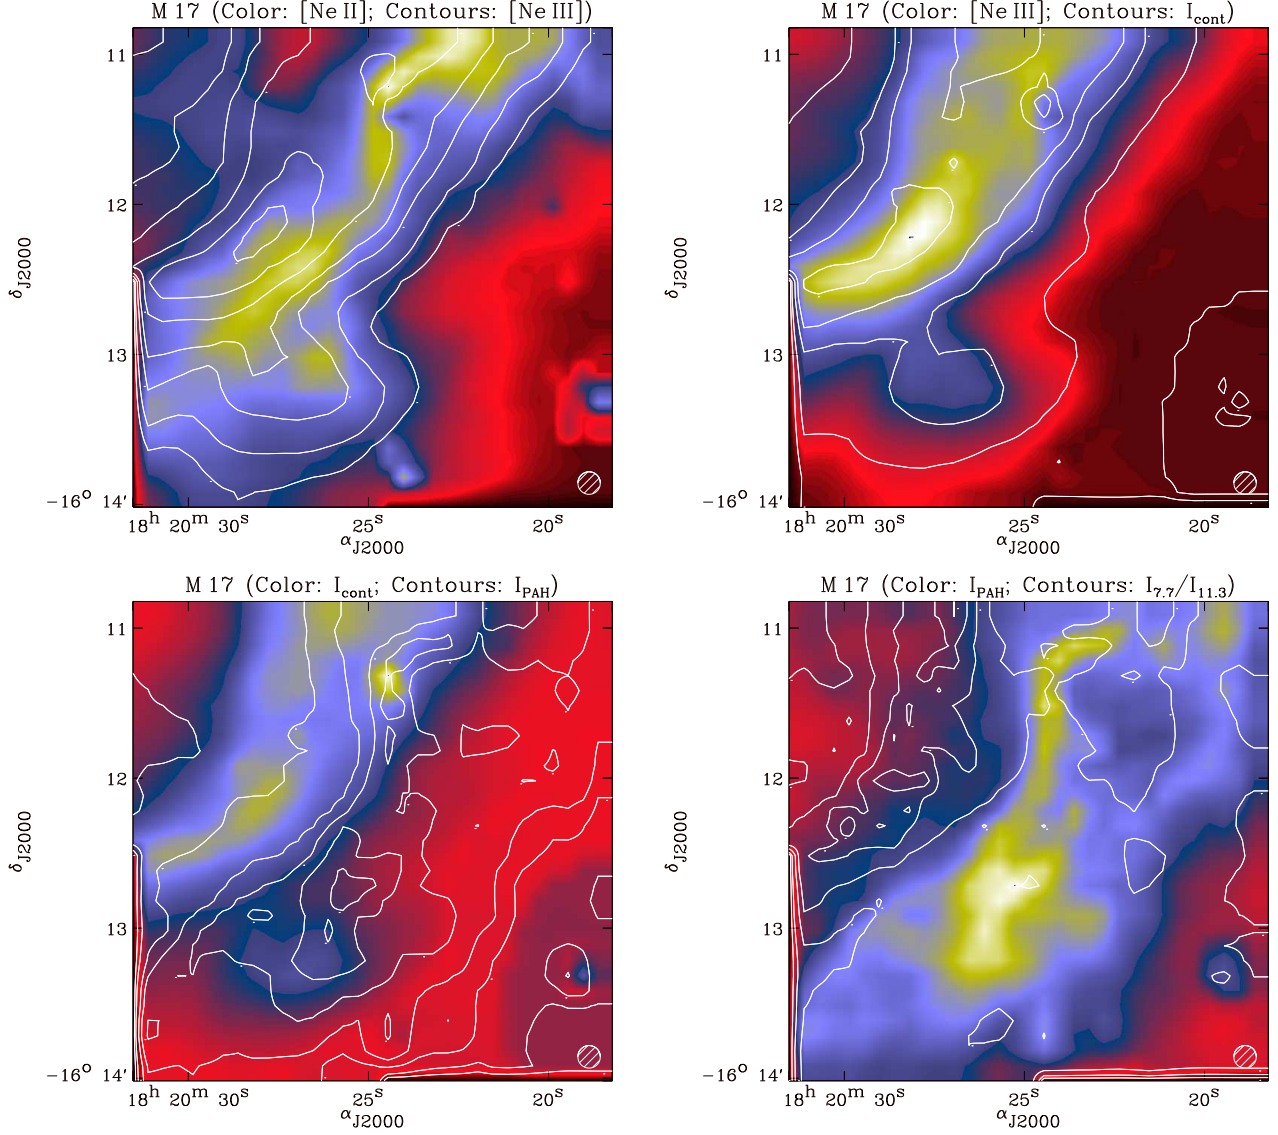 M 17 (Color: [Ne II]; Contours: [Ne III])
11
12
13
−16° 14′
δJ2000
18h 20m 30s 25s 20s
αJ2000
M 17 (Color: [Ne III]; Contours: Icont)
11
12
13
−16° 14′
δJ2000
18h 20m 30s 25s 20s
αJ2000
M 17 (Color: Icont; Contours: IPAH)
11
12
13
−16° 14′
δJ2000
18h 20m 30s 25s 20s
αJ2000
M 17 (Color: IPAH; Contours: I7.7/I11.3)
11
12
13
−16° 14′
δJ2000
18h 20m 30s 25s 20s
αJ2000